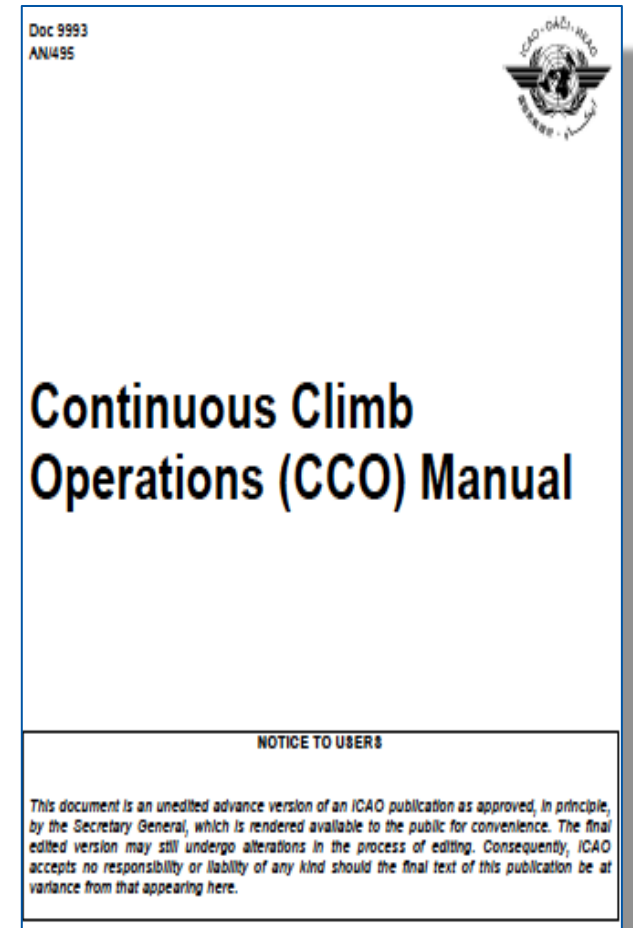 Doc 9993
AN/495
ICAO · OACI · ИКАО
Continuous Climb
Operations (CCO) Manual
NOTICE TO USERS
This document is an unedited advance version of an ICAO publication as approved, in principle,
by the Secretary General, which is rendered available to the public for convenience. The final
edited version may still undergo alterations in the process of editing. Consequently, ICAO
accepts no responsibility or liability of any kind should the final text of this publication be at
variance from that appearing here.